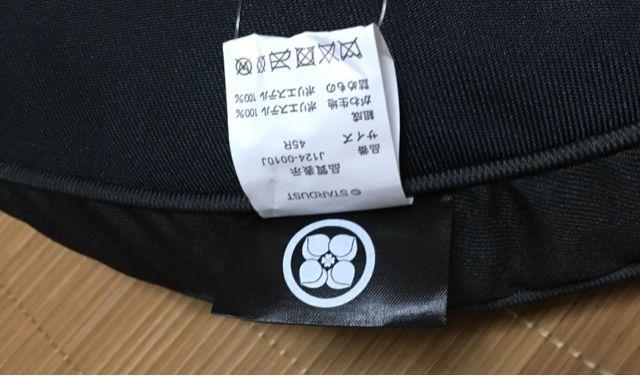 © STARDUST
品質表示
品番 J124-0010J
サイズ 45R
組成
がわ生地 ポリエステル 100%
詰めもの ポリエステル 100%